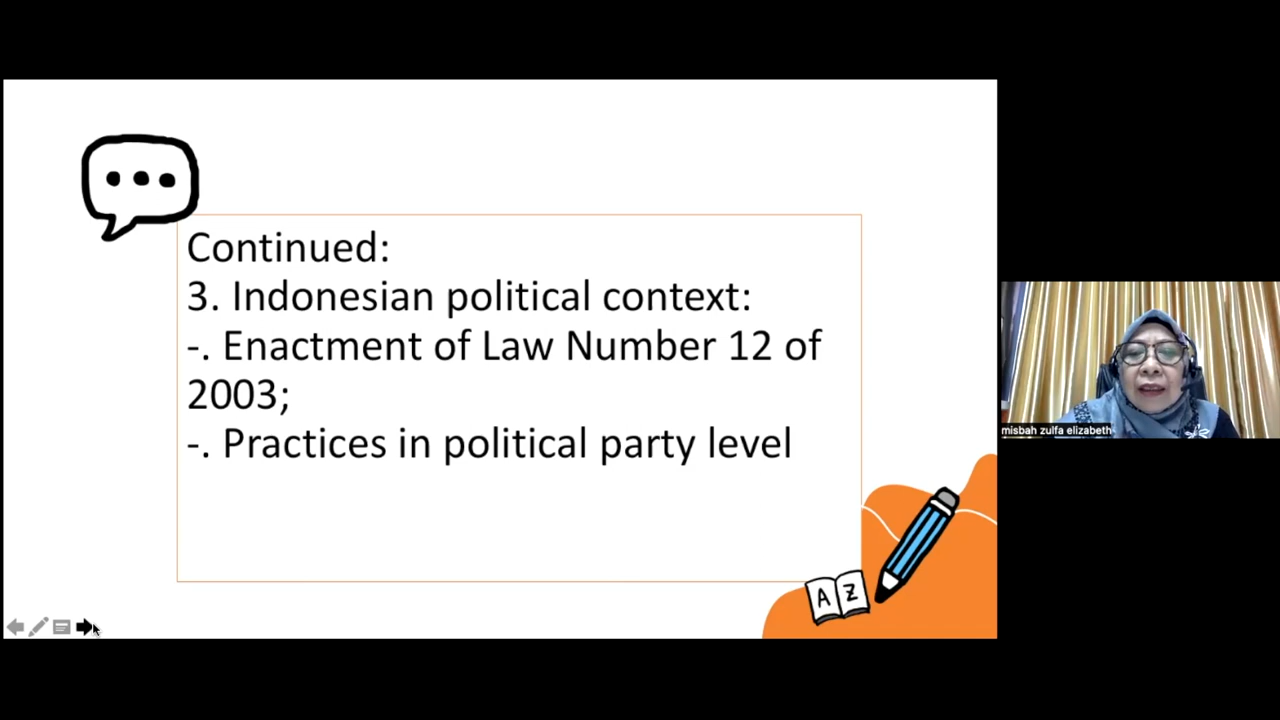 Continued:
3. Indonesian political context:
-. Enactment of Law Number 12 of
2003;
-. Practices in political party level
A Z
misbah zulfa elizabeth